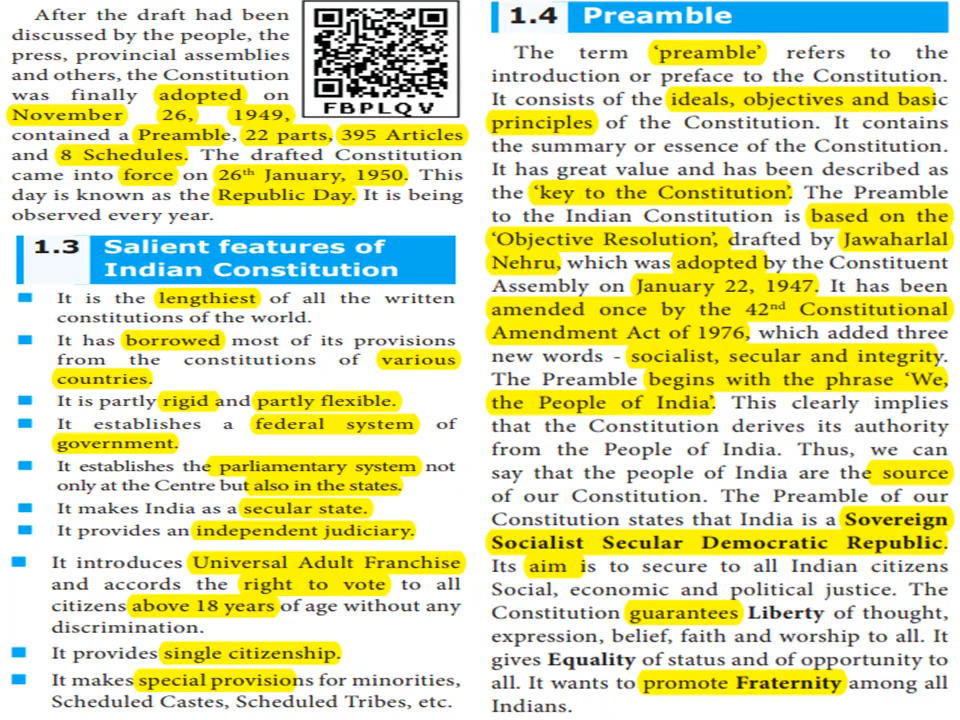 After the draft had been
discussed by the people, the
press, provincial assemblies
and others, the Constitution
was finally adopted on
November 26, 1949,
contained a Preamble, 22 parts, 395 Articles
and 8 Schedules. The drafted Constitution
came into force on 26th January, 1950. This
day is known as the Republic Day. It is being
observed every year.
FBPLQV
1.3 Salient features of
Indian Constitution
It is the lengthiest of all the written
constitutions of the world.
It has borrowed most of its provisions
from the constitutions of various
countries.
It is partly rigid and partly flexible.
It establishes a federal system of
government.
It establishes the parliamentary system not
only at the Centre but also in the states.
It makes India as a secular state.
It provides an independent judiciary.
It introduces Universal Adult Franchise
and accords the right to vote to all
citizens above 18 years of age without any
discrimination.
It provides single citizenship.
It makes special provisions for minorities,
Scheduled Castes, Scheduled Tribes, etc.
1.4 Preamble
The term ‘preamble’ refers to the
introduction or preface to the Constitution.
It consists of the ideals, objectives and basic
principles of the Constitution. It contains
the summary or essence of the Constitution.
It has great value and has been described as
the ‘key to the Constitution’. The Preamble
to the Indian Constitution is based on the
‘Objective Resolution’, drafted by Jawaharlal
Nehru, which was adopted by the Constituent
Assembly on January 22, 1947. It has been
amended once by the 42nd Constitutional
Amendment Act of 1976, which added three
new words - socialist, secular and integrity.
The Preamble begins with the phrase ‘We,
the People of India’. This clearly implies
that the Constitution derives its authority
from the People of India. Thus, we can
say that the people of India are the source
of our Constitution. The Preamble of our
Constitution states that India is a Sovereign
Socialist Secular Democratic Republic.
Its aim is to secure to all Indian citizens
Social, economic and political justice. The
Constitution guarantees Liberty of thought,
expression, belief, faith and worship to all. It
gives Equality of status and of opportunity to
all. It wants to promote Fraternity among all
Indians.